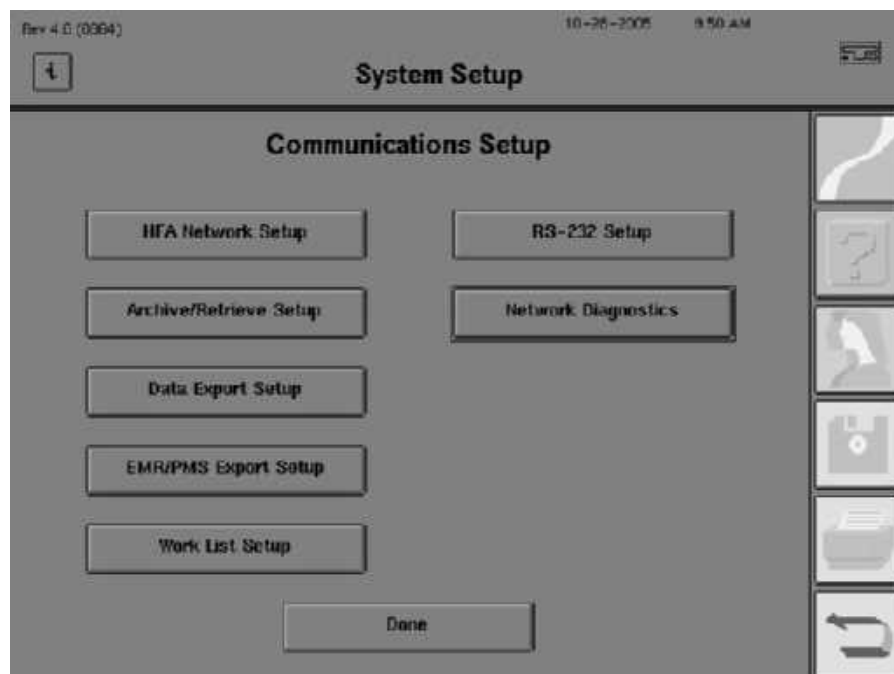 Rev 4.0 (0064) 10-26-2005 9:50 AM
i
System Setup
Communications Setup
HFA Network Setup RS-232 Setup
Archive/Retrieve Setup Network Diagnostics
Data Export Setup
EMR/PMS Export Setup
Work List Setup
Done